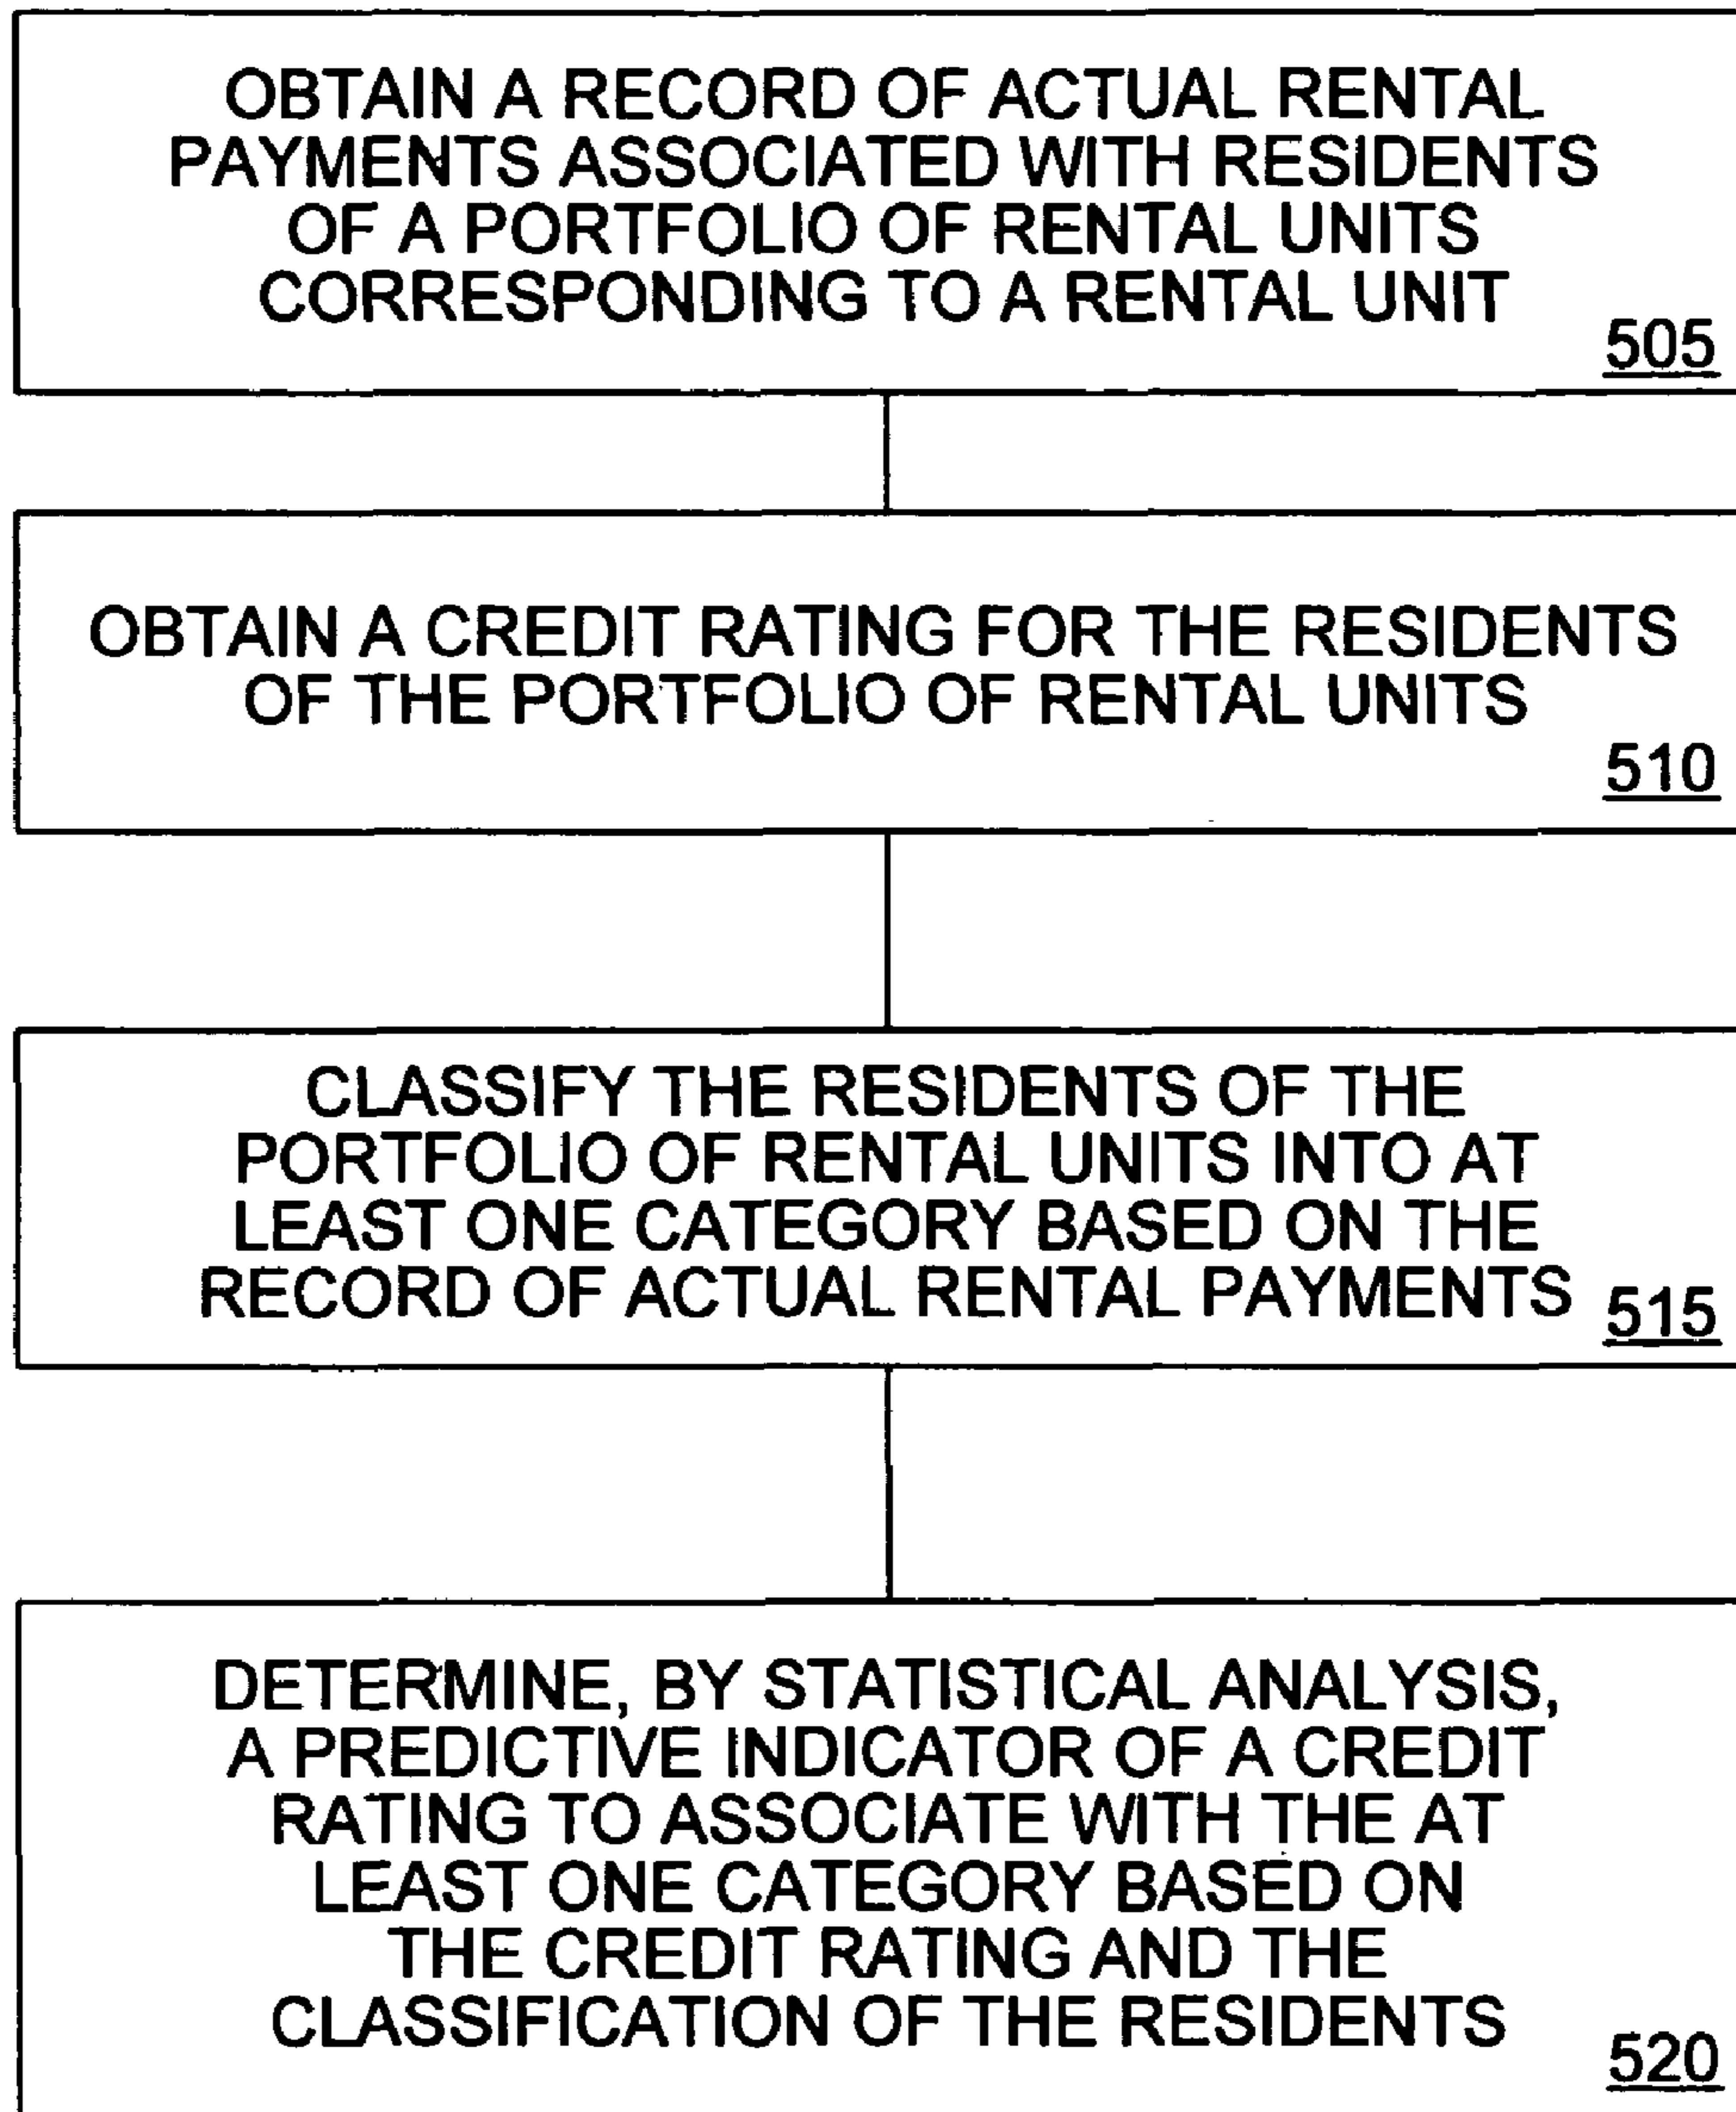 OBTAIN A RECORD OF ACTUAL RENTAL
PAYMENTS ASSOCIATED WITH RESIDENTS
OF A PORTFOLIO OF RENTAL UNITS
CORRESPONDING TO A RENTAL UNIT
505
OBTAIN A CREDIT RATING FOR THE RESIDENTS
OF THE PORTFOLIO OF RENTAL UNITS
510
CLASSIFY THE RESIDENTS OF THE
PORTFOLIO OF RENTAL UNITS INTO AT
LEAST ONE CATEGORY BASED ON THE
RECORD OF ACTUAL RENTAL PAYMENTS
515
DETERMINE, BY STATISTICAL ANALYSIS,
A PREDICTIVE INDICATOR OF A CREDIT
RATING TO ASSOCIATE WITH THE AT
LEAST ONE CATEGORY BASED ON
THE CREDIT RATING AND THE
CLASSIFICATION OF THE RESIDENTS
520